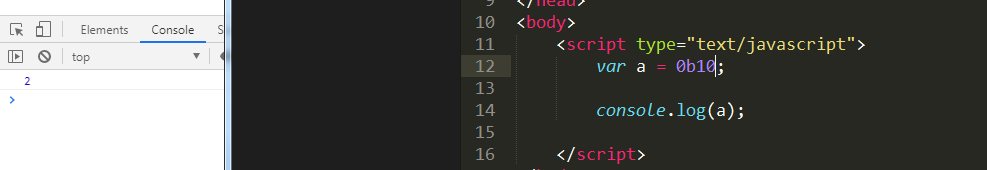 Elements Console
top
2
>
9 </head>
10 <body>
11 <script type="text/javascript">
12 var a = 0b10;
13
14 console.log(a);
15
16 </script>